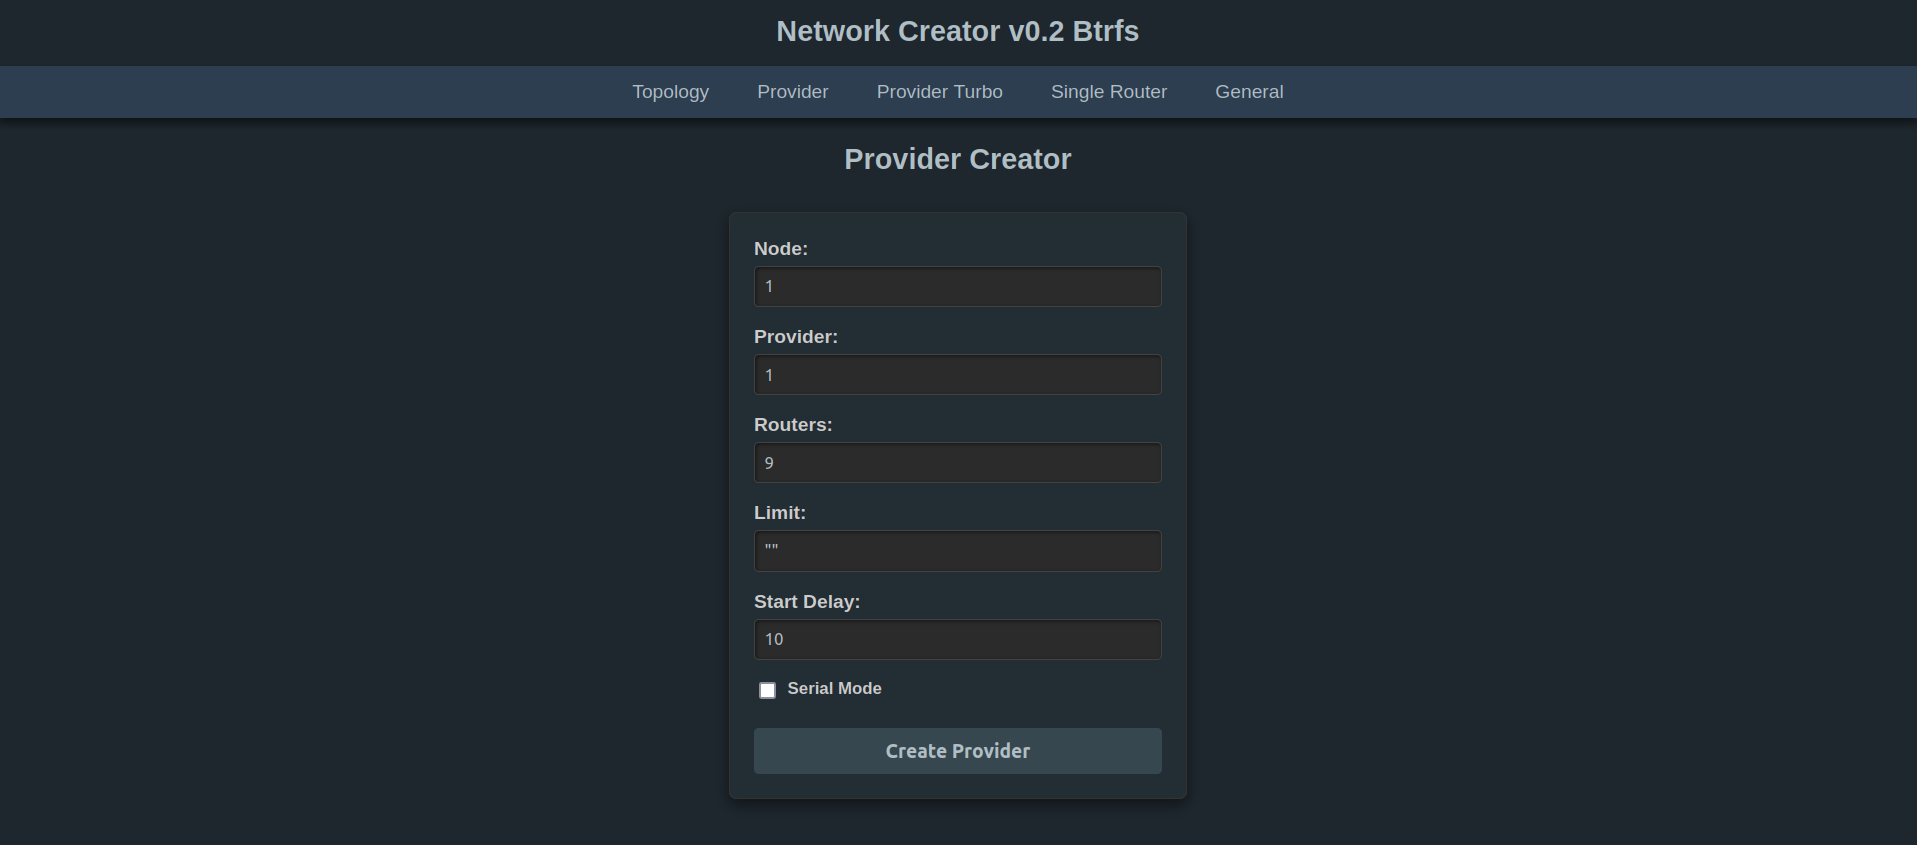 Network Creator v0.2 Btrfs
Topology Provider Provider Turbo Single Router General
Provider Creator
Node:
1
Provider:
1
Routers:
9
Limit:
""
Start Delay:
10
Serial Mode
Create Provider